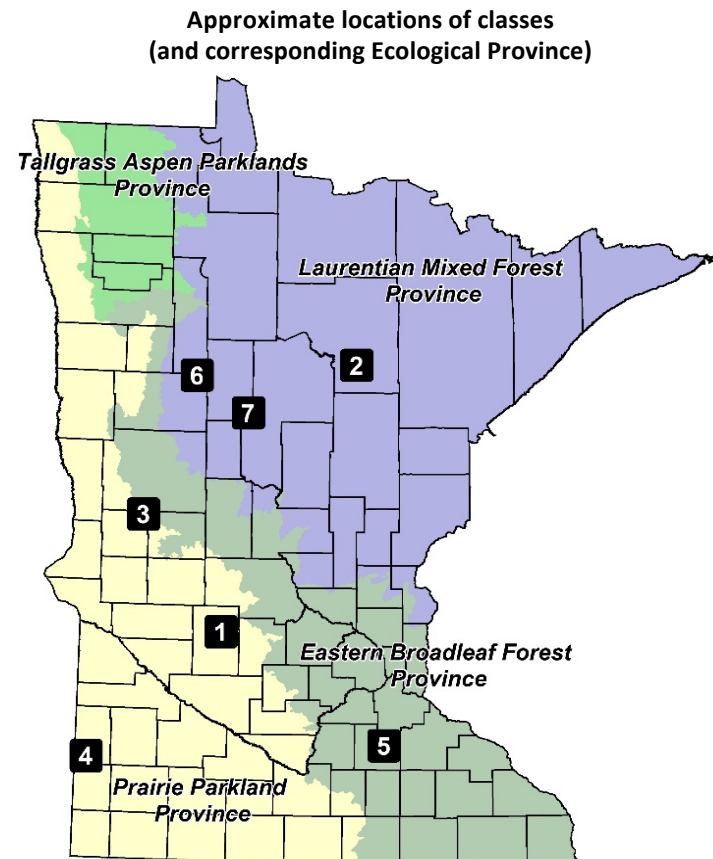 Approximate locations of classes
(and corresponding Ecological Province)
Tallgrass Aspen Parklands
Province
Laurentian Mixed Forest
Province
2
6
7
3
1
Eastern Broadleaf Forest
Province
5
4
Prairie Parkland
Province